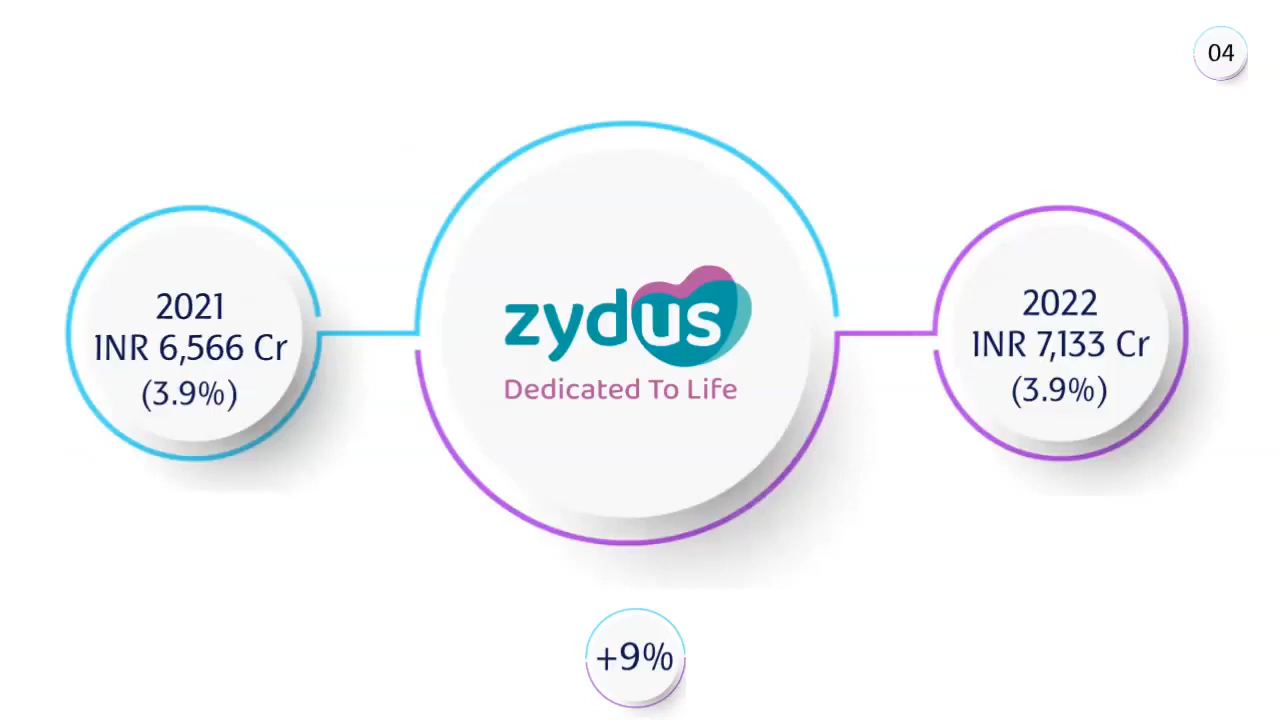 04
2021
INR 6,566 Cr
(3.9%)
zydus
Dedicated To Life
2022
INR 7,133 Cr
(3.9%)
+9%